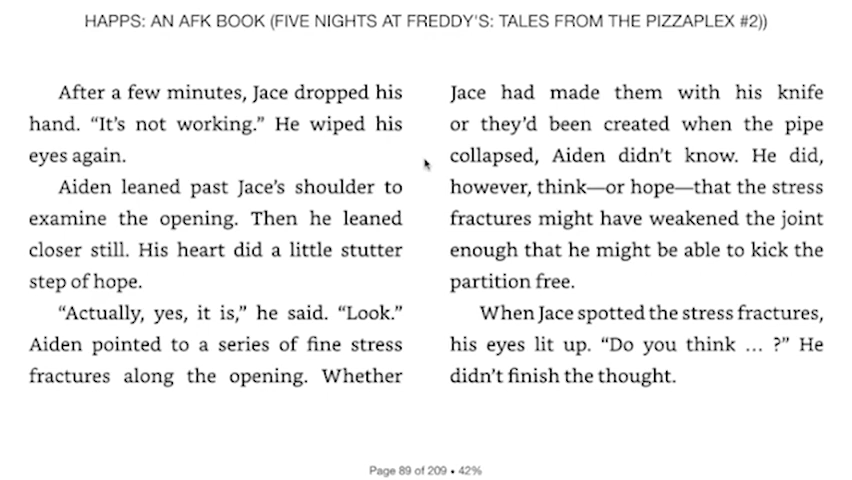 HAPPS: AN AFK BOOK (FIVE NIGHTS AT FREDDY'S: TALES FROM THE PIZZAPLEX #2))
After a few minutes, Jace dropped his
hand. “It’s not working.” He wiped his
eyes again.
Aiden leaned past Jace’s shoulder to
examine the opening. Then he leaned
closer still. His heart did a little stutter
step of hope.
“Actually, yes, it is,” he said. “Look.”
Aiden pointed to a series of fine stress
fractures along the opening. Whether
Jace had made them with his knife
or they’d been created when the pipe
collapsed, Aiden didn’t know. He did,
however, think—or hope—that the stress
fractures might have weakened the joint
enough that he might be able to kick the
partition free.
When Jace spotted the stress fractures,
his eyes lit up. “Do you think ... ?” He
didn’t finish the thought.
Page 89 of 209 • 42%